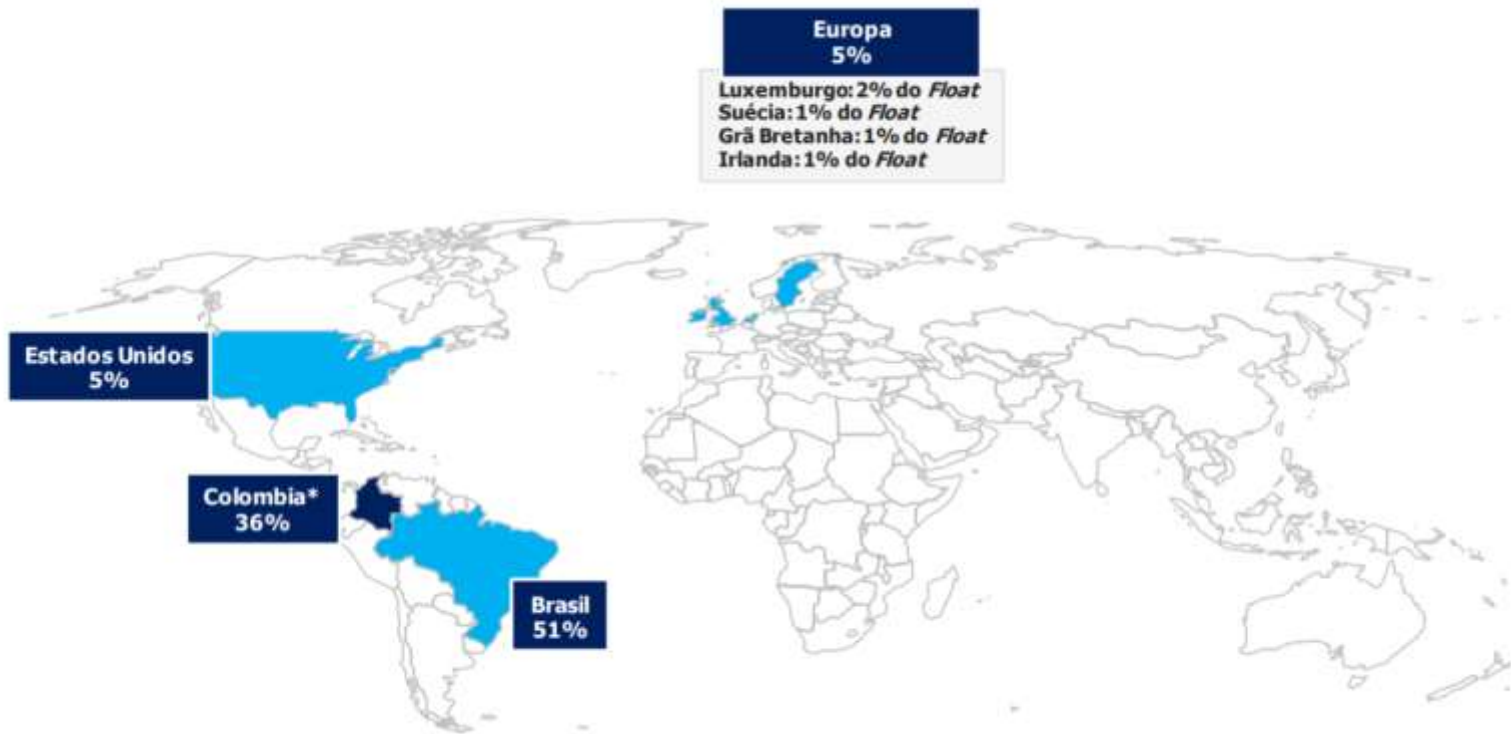 Europa
5%
Luxemburgo: 2% do Float
Suécia: 1% do Float
Grã Bretanha: 1% do Float
Irlanda: 1% do Float
Estados Unidos
5%
Colombia*
36%
Brasil
51%